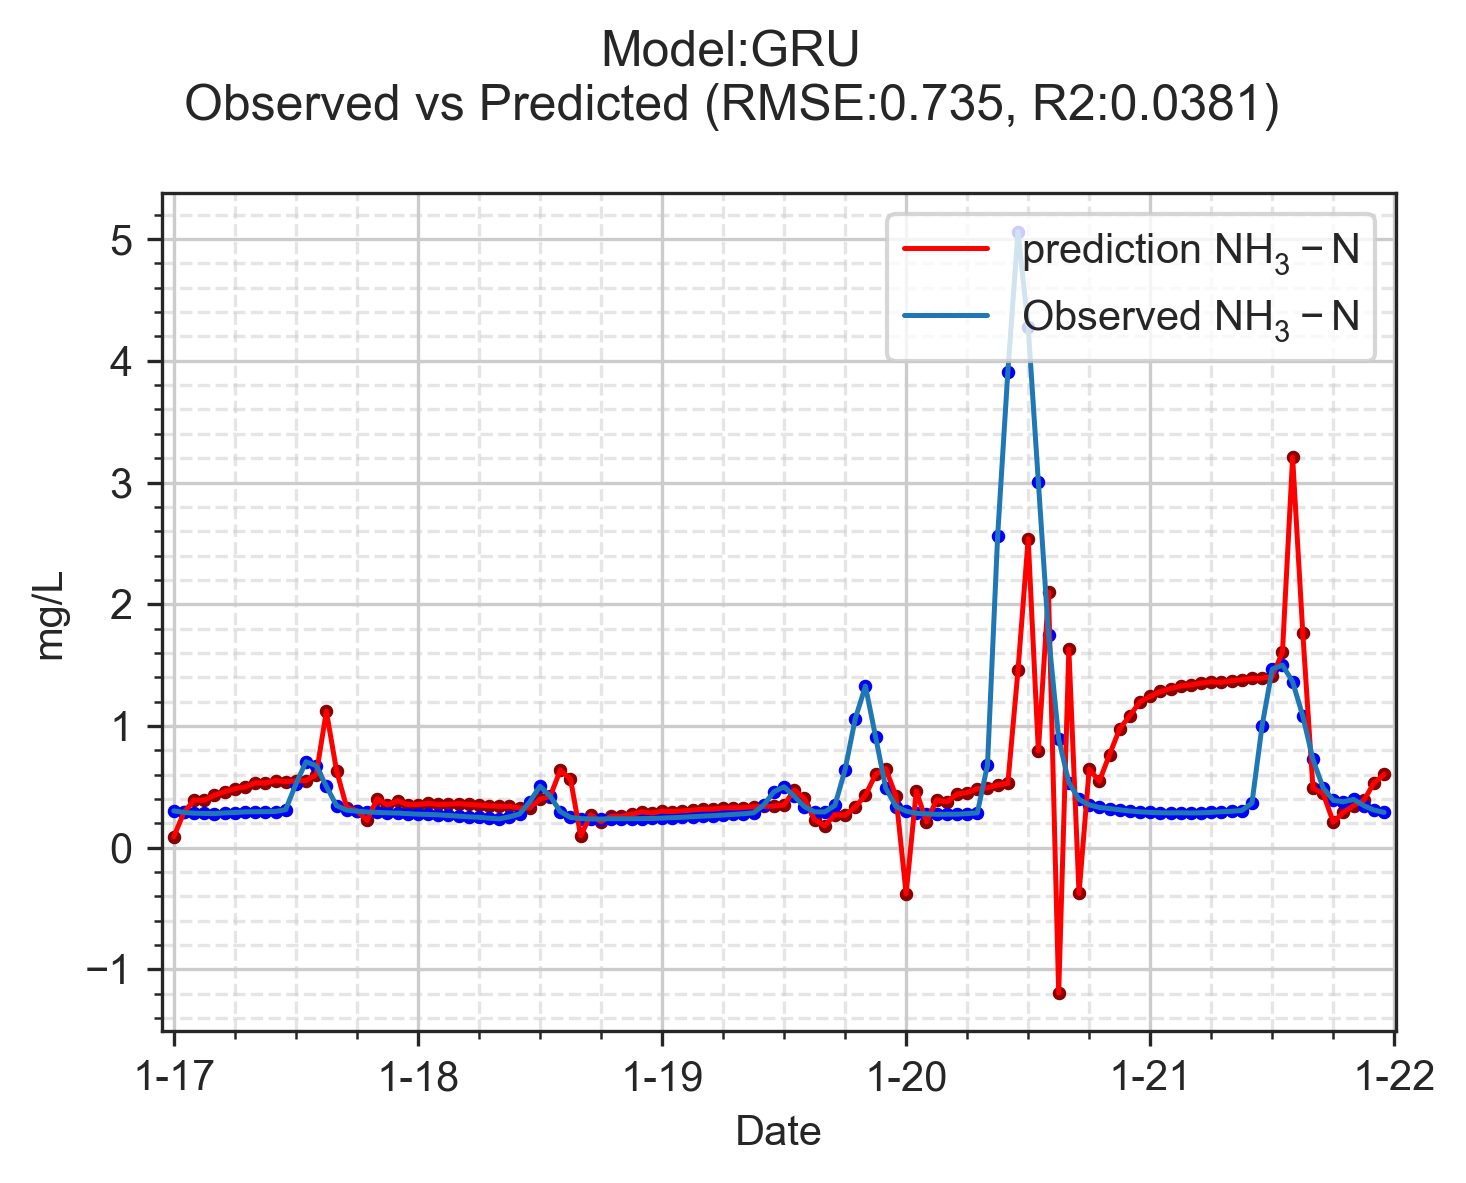 Model:GRU
Observed vs Predicted (RMSE:0.735, R2:0.0381)
prediction NH₃ − N
Observed NH₃ − N
5
4
3
2
1
0
−1
mg/L
1-17 1-18 1-19 1-20 1-21 1-22
Date